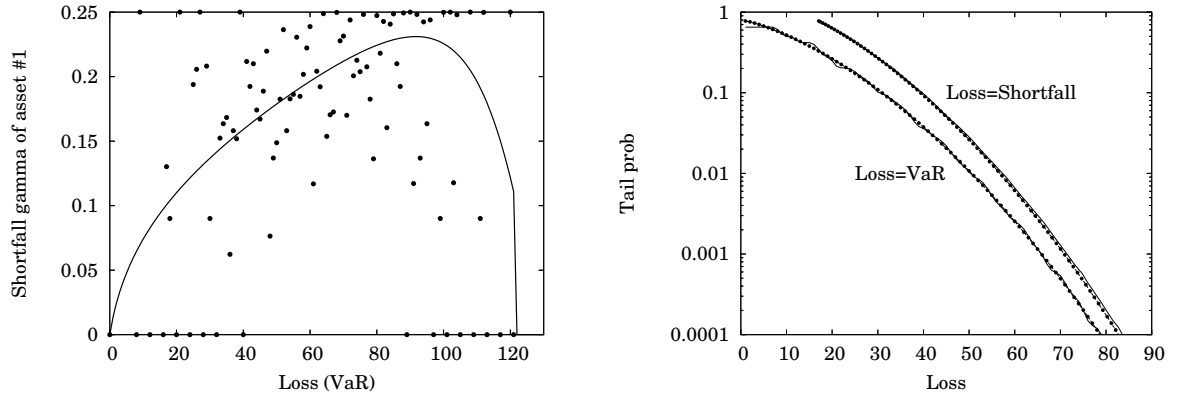 0.25
0.2
0.15
0.1
0.05
0
Shortfall gamma of asset #1
0 20 40 60 80 100 120
Loss (VaR)
1
0.1
0.01
0.001
0.0001
Tail prob
Loss=Shortfall
Loss=VaR
0 10 20 30 40 50 60 70 80 90
Loss